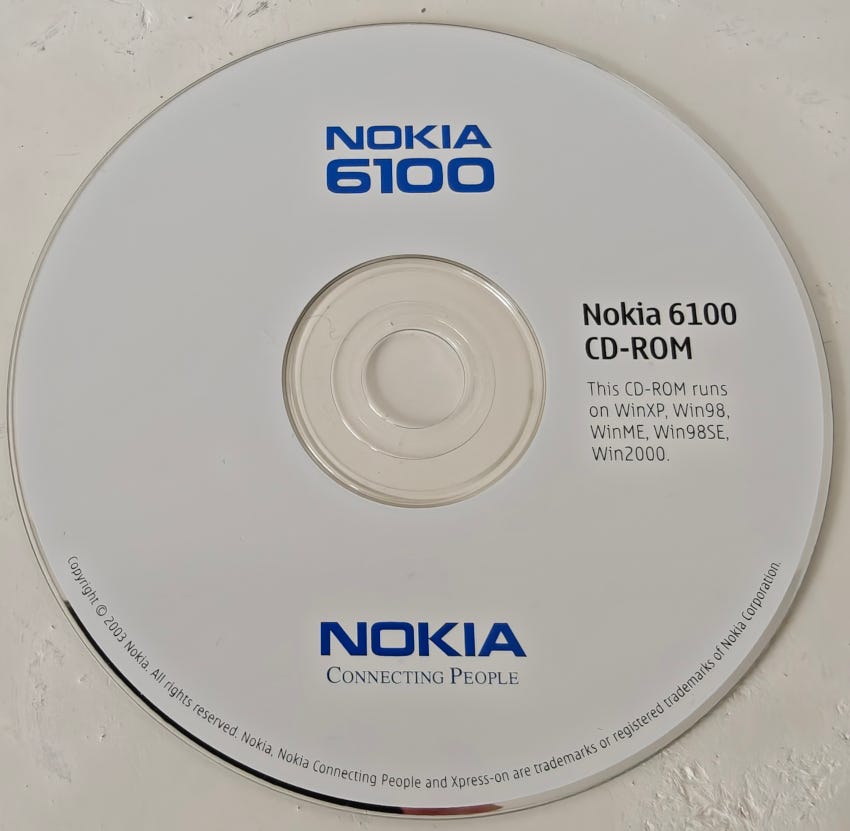 NOKIA
6100
Nokia 6100
CD-ROM
This CD-ROM runs
on WinXP, Win98,
WinME, Win98SE,
Win2000.
NOKIA
CONNECTING PEOPLE
Copyright © 2003 Nokia. All rights reserved. Nokia, Nokia Connecting People and Xpress-on are trademarks or registered trademarks of Nokia Corporation.